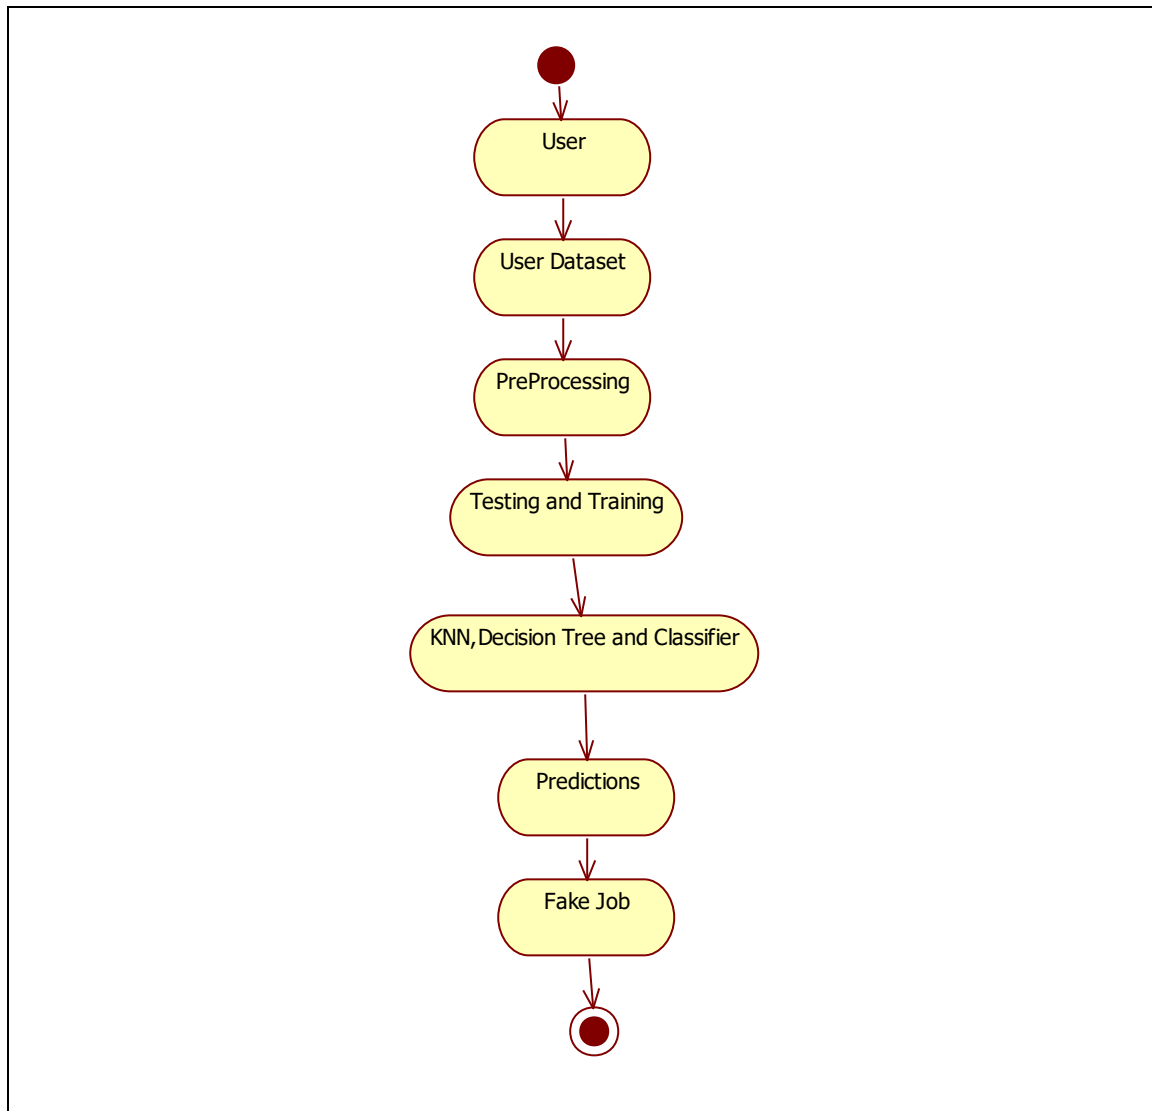 User
User Dataset
PreProcessing
Testing and Training
KNN,Decision Tree and Classifier
Predictions
Fake Job